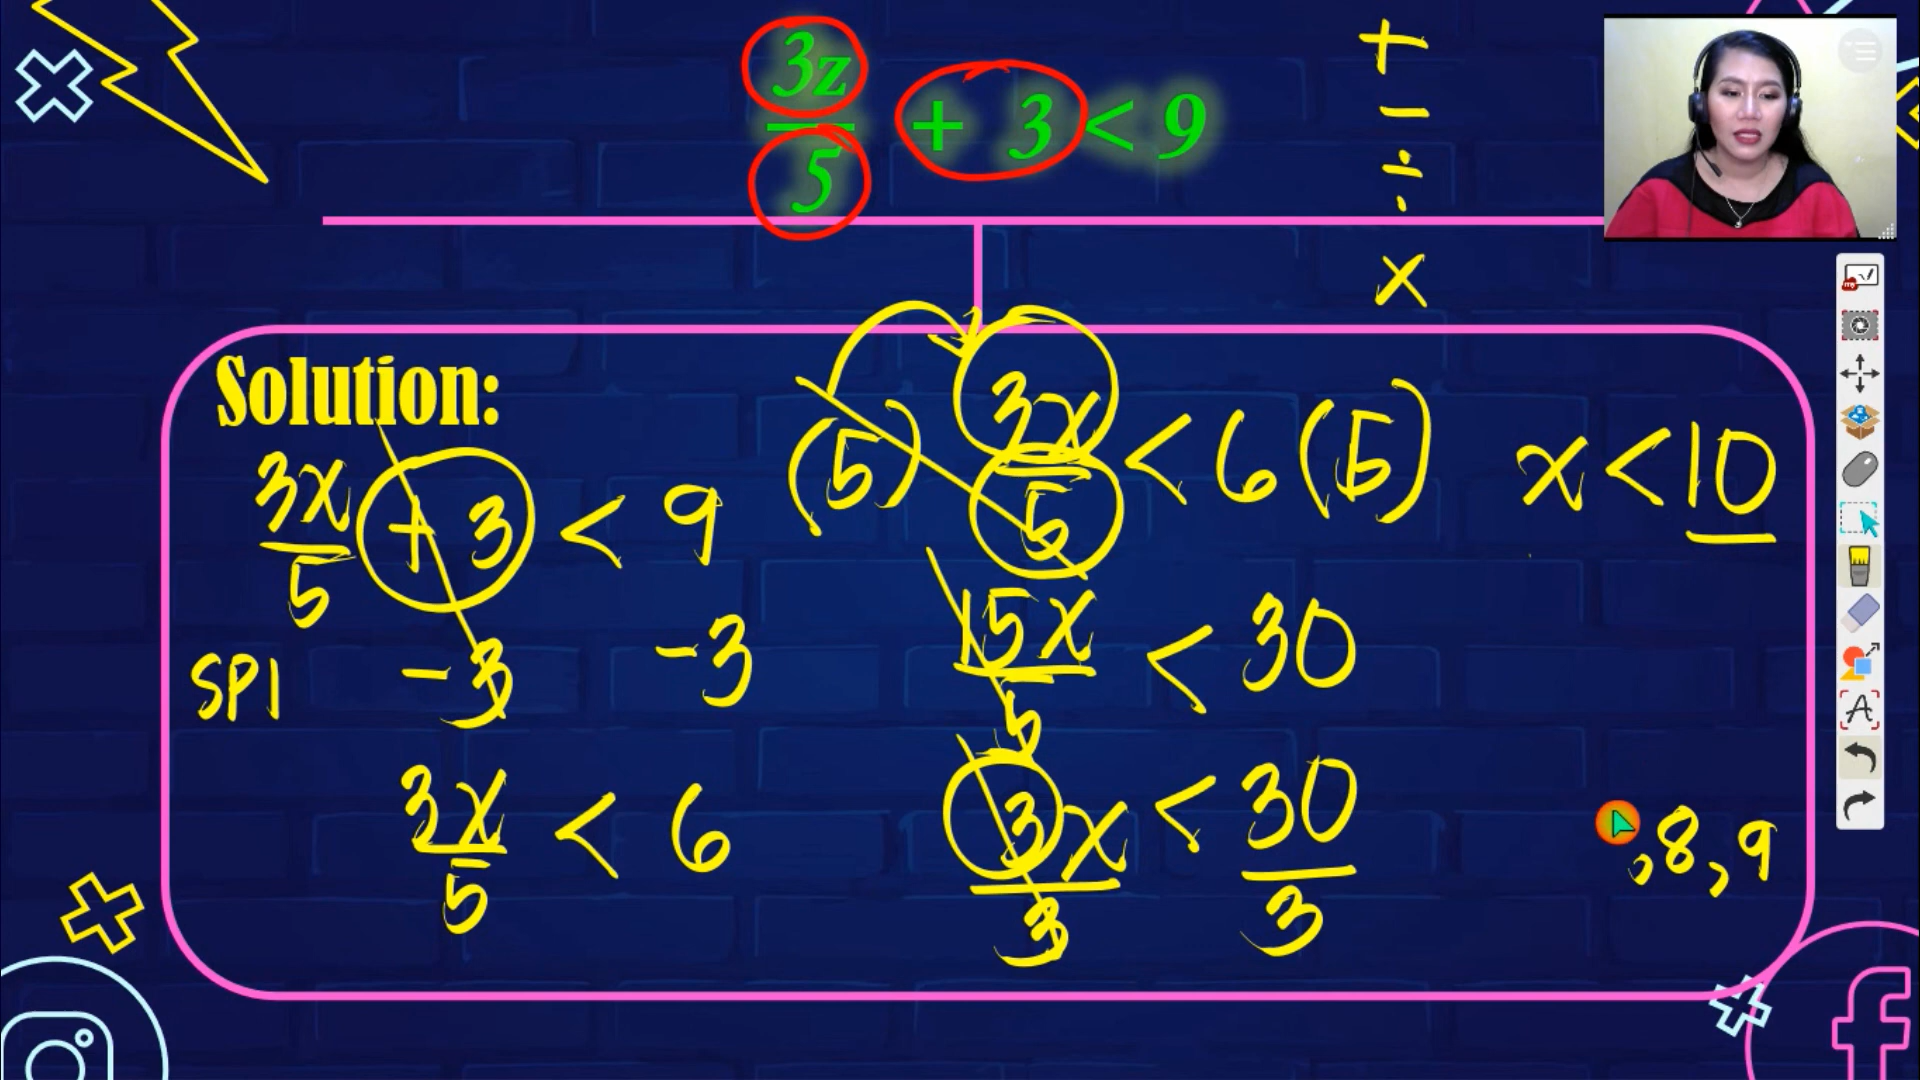 3z/5 + 3 < 9
+
−
÷
×
Solution:
3x/5 + 3 < 9
SPI -3 -3
3x/5 < 6
(5) 3x/5 < 6 (5)
15x/5 < 30
3x/3 < 30/3
x < 10
,8,9